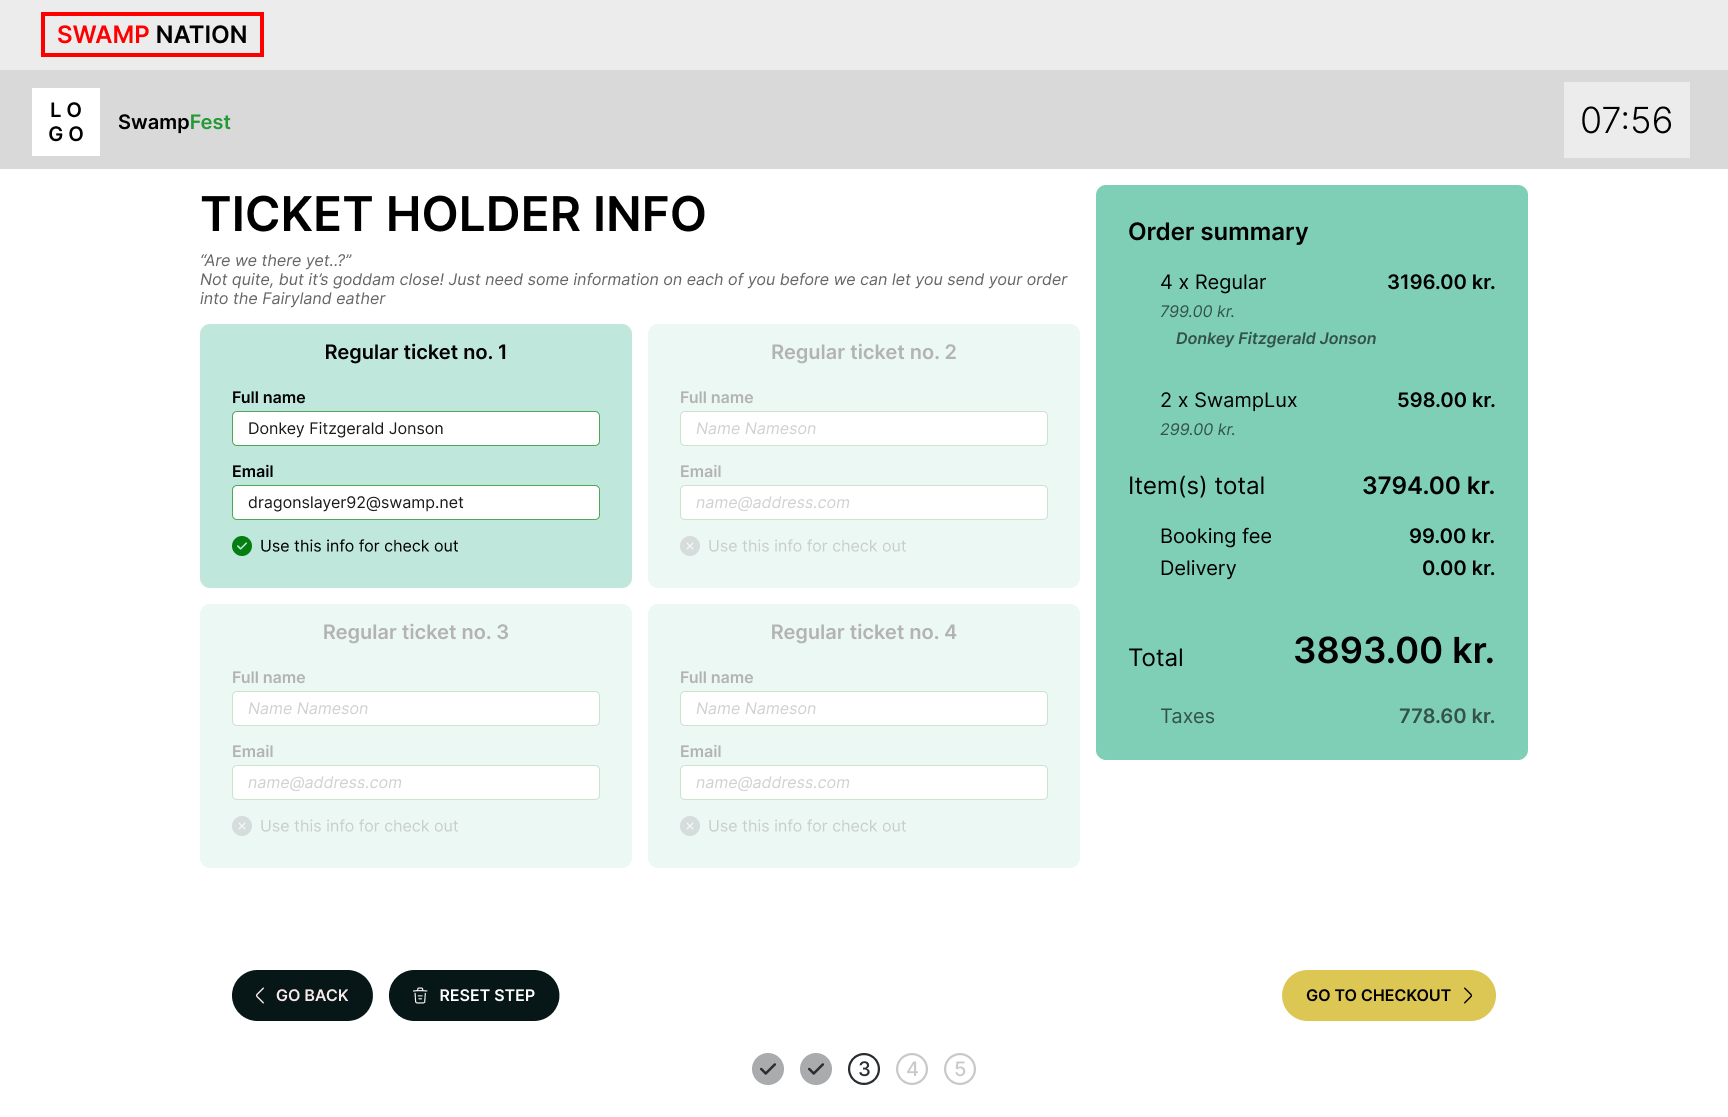 SWAMP NATION
LO
GO
SwampFest
07:56
TICKET HOLDER INFO
“Are we there yet..?”
Not quite, but it’s goddam close! Just need some information on each of you before we can let you send your order
into the Fairyland eather
Regular ticket no. 1
Full name
Donkey Fitzgerald Jonson
Email
dragonslayer92@swamp.net
Use this info for check out
Regular ticket no. 2
Full name
Name Nameson
Email
name@address.com
Use this info for check out
Regular ticket no. 3
Full name
Name Nameson
Email
name@address.com
Use this info for check out
Regular ticket no. 4
Full name
Name Nameson
Email
name@address.com
Use this info for check out
Order summary
4 x Regular 3196.00 kr.
799.00 kr.
Donkey Fitzgerald Jonson
2 x SwampLux 598.00 kr.
299.00 kr.
Item(s) total 3794.00 kr.
Booking fee 99.00 kr.
Delivery 0.00 kr.
Total 3893.00 kr.
Taxes 778.60 kr.
GO BACK
RESET STEP
GO TO CHECKOUT
3 4 5